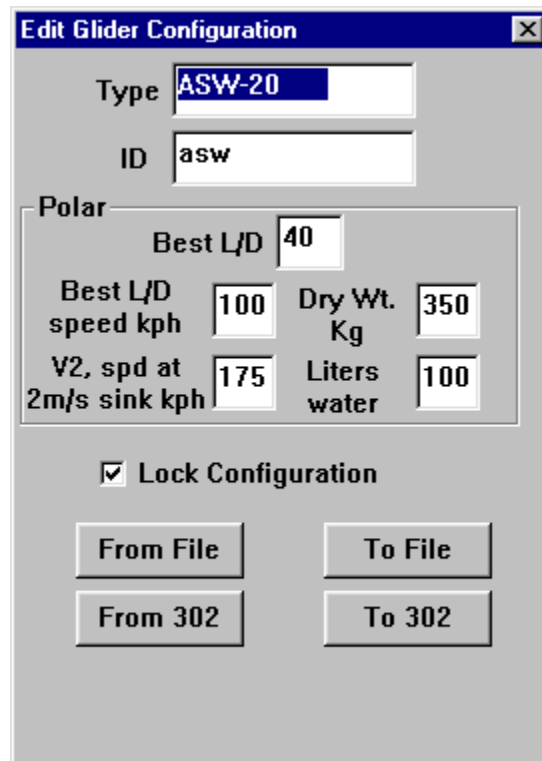 Edit Glider Configuration
Type ASW-20
ID asw
Polar
Best L/D 40
Best L/D speed kph 100
Dry Wt. Kg 350
V2, spd at 2m/s sink kph 175
Liters water 100
Lock Configuration
From File
To File
From 302
To 302